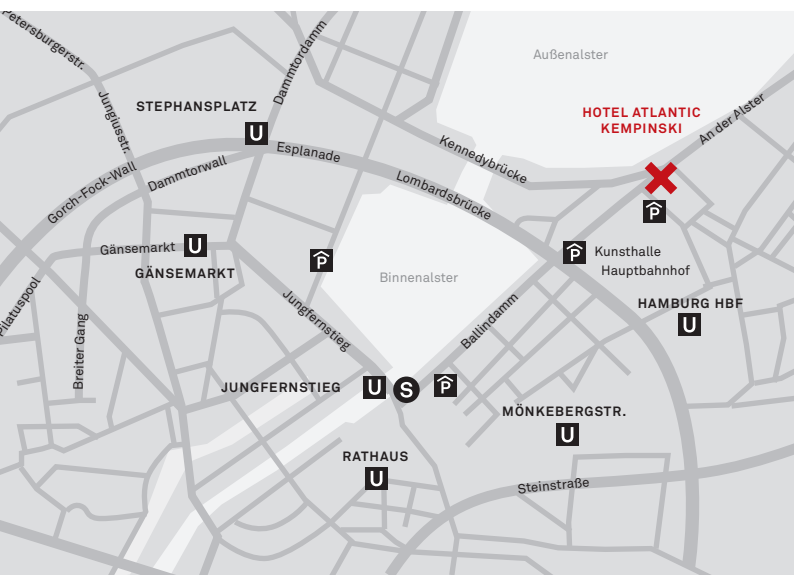 Petersburgerstr.
Dammtordamm
Außenalster
Jungiusstr.
STEPHANSPLATZ
U
HOTEL ATLANTIC
KEMPINSKI
An der Alster
Kennedybrücke
Esplanade
Dammtorwall
Gorch-Fock-Wall
Lombardsbrücke
P
Gänsemarkt
U
GÄNSEMARKT
P
P
Kunsthalle
Hauptbahnhof
Binnenalster
Pilatuspool
Jungfernstieg
Ballindamm
HAMBURG HBF
U
Breiter Gang
JUNGFERNSTIEG
U
S
P
MÖNKEBERGSTR.
U
RATHAUS
U
Steinstraße